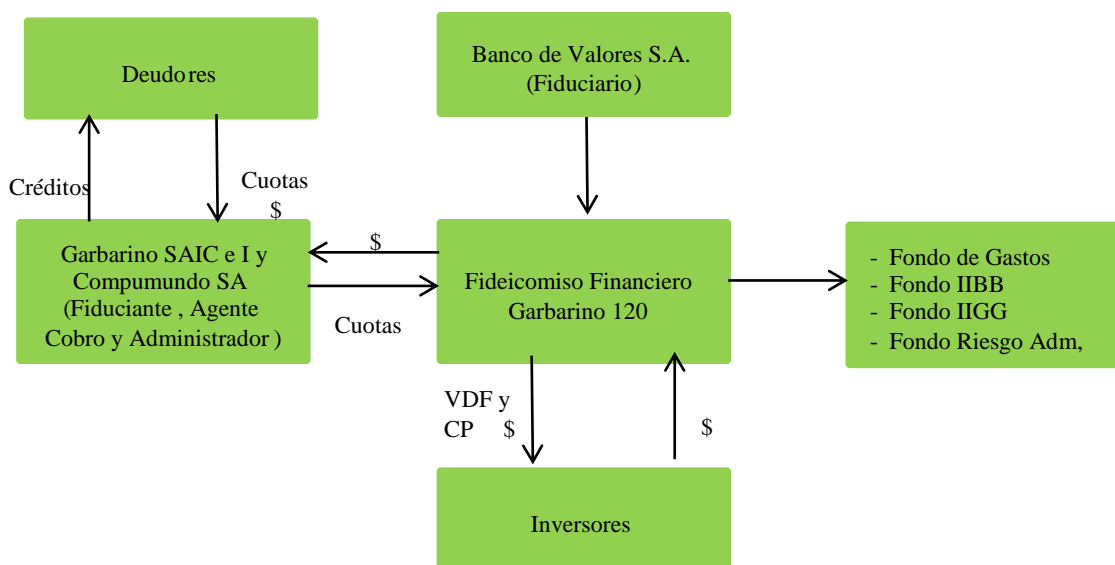 Deudores
Banco de Valores S.A.
(Fiduciario)
Créditos
Cuotas
$
Garbarino SAIC e I y
Compumundo SA
(Fiduciante , Agente
Cobro y Administrador )
$
Cuotas
Fideicomiso Financiero
Garbarino 120
- Fondo de Gastos
- Fondo IIBB
- Fondo IIGG
- Fondo Riesgo Adm,
VDF y
CP $
$
Inversores